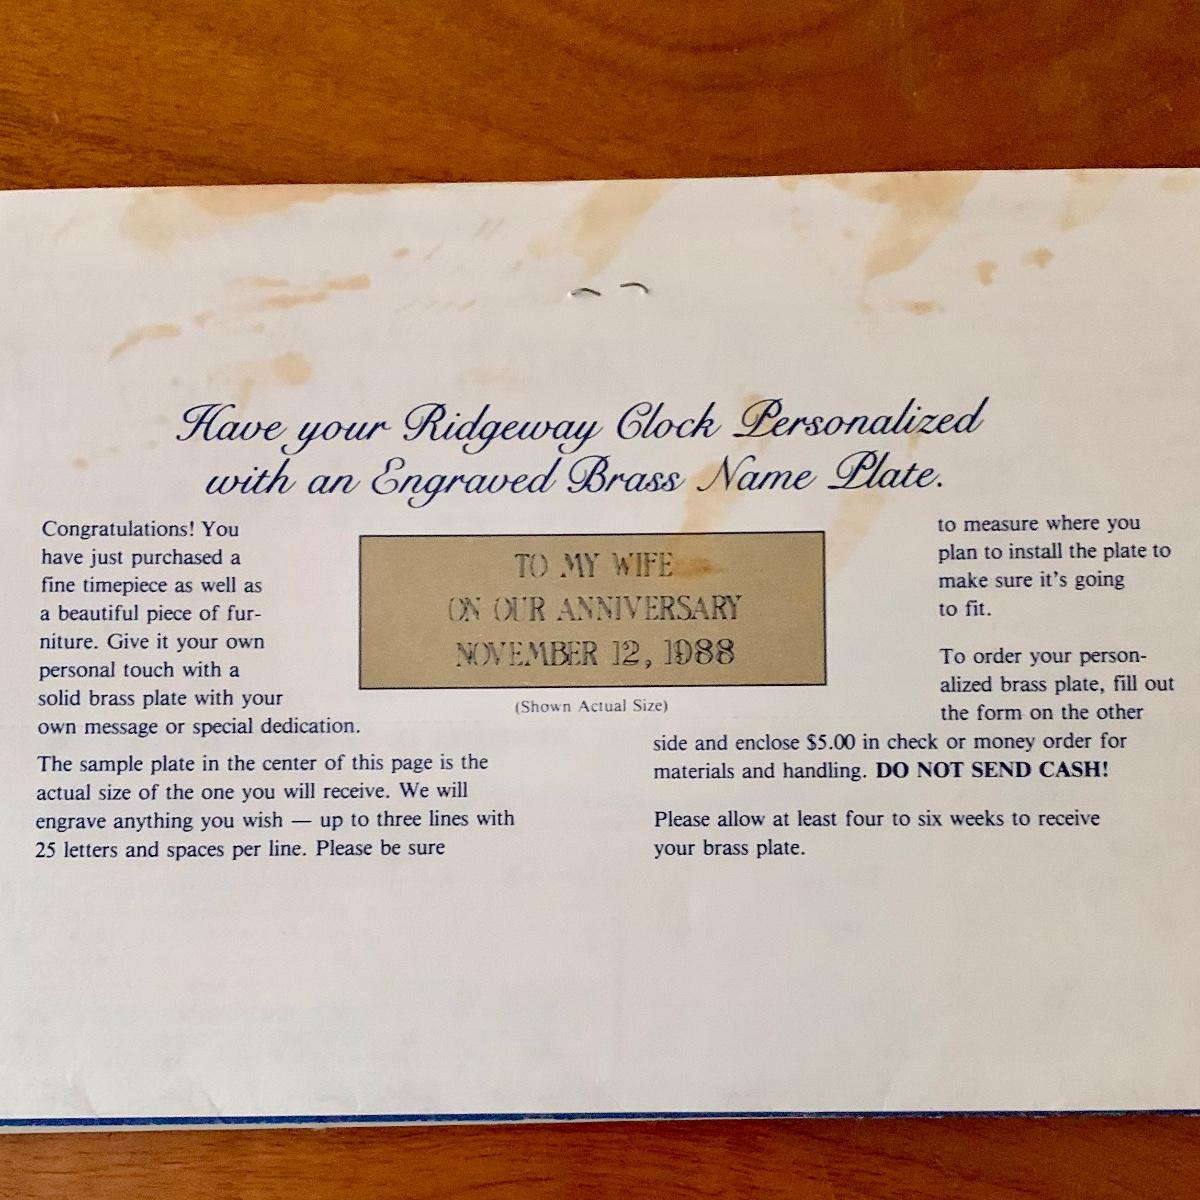 Have your Ridgeway Clock Personalized
with an Engraved Brass Name Plate.
Congratulations! You
have just purchased a
fine timepiece as well as
a beautiful piece of fur-
niture. Give it your own
personal touch with a
solid brass plate with your
own message or special dedication.
The sample plate in the center of this page is the
actual size of the one you will receive. We will
engrave anything you wish — up to three lines with
25 letters and spaces per line. Please be sure
TO MY WIFE
ON OUR ANNIVERSARY
NOVEMBER 12, 1988
(Shown Actual Size)
to measure where you
plan to install the plate to
make sure it's going
to fit.
To order your person-
alized brass plate, fill out
the form on the other
side and enclose $5.00 in check or money order for
materials and handling. DO NOT SEND CASH!
Please allow at least four to six weeks to receive
your brass plate.